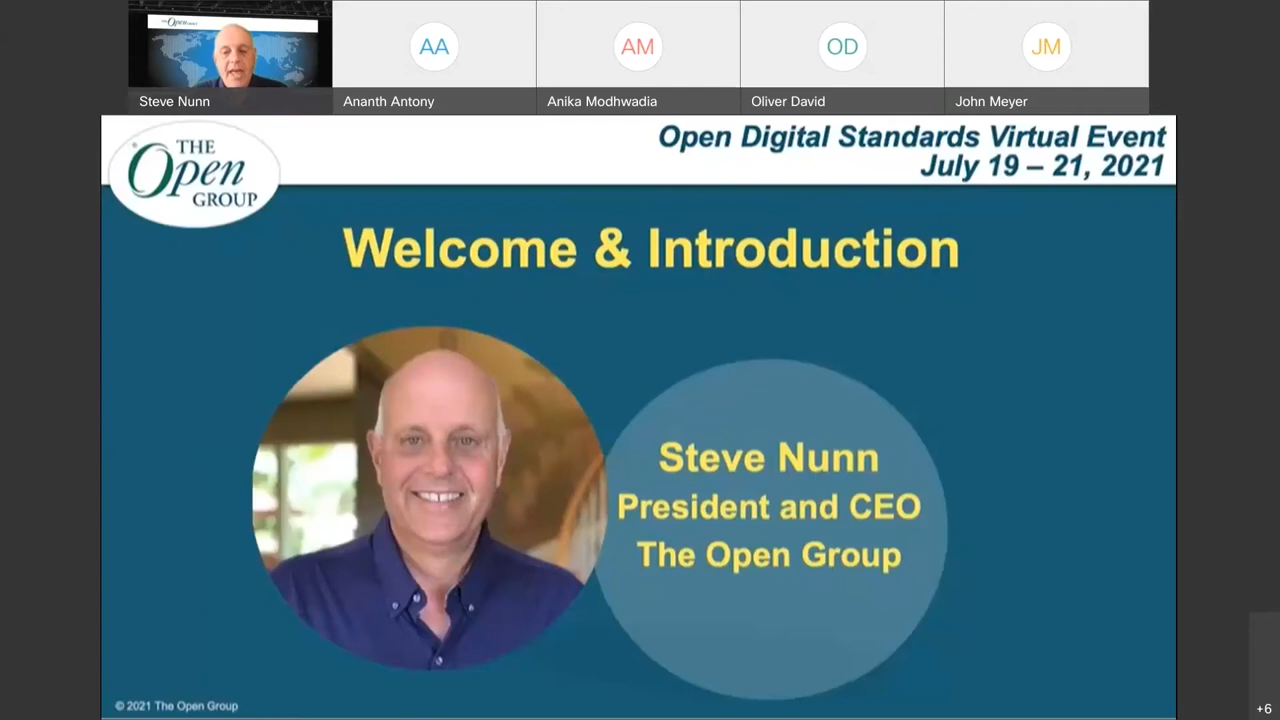 AA
AM
OD
JM
Steve Nunn
Ananth Antony
Anika Modhwadia
Oliver David
John Meyer
THE
Open
GROUP
Open Digital Standards Virtual Event
July 19 – 21, 2021
Welcome & Introduction
Steve Nunn
President and CEO
The Open Group
© 2021 The Open Group
+6